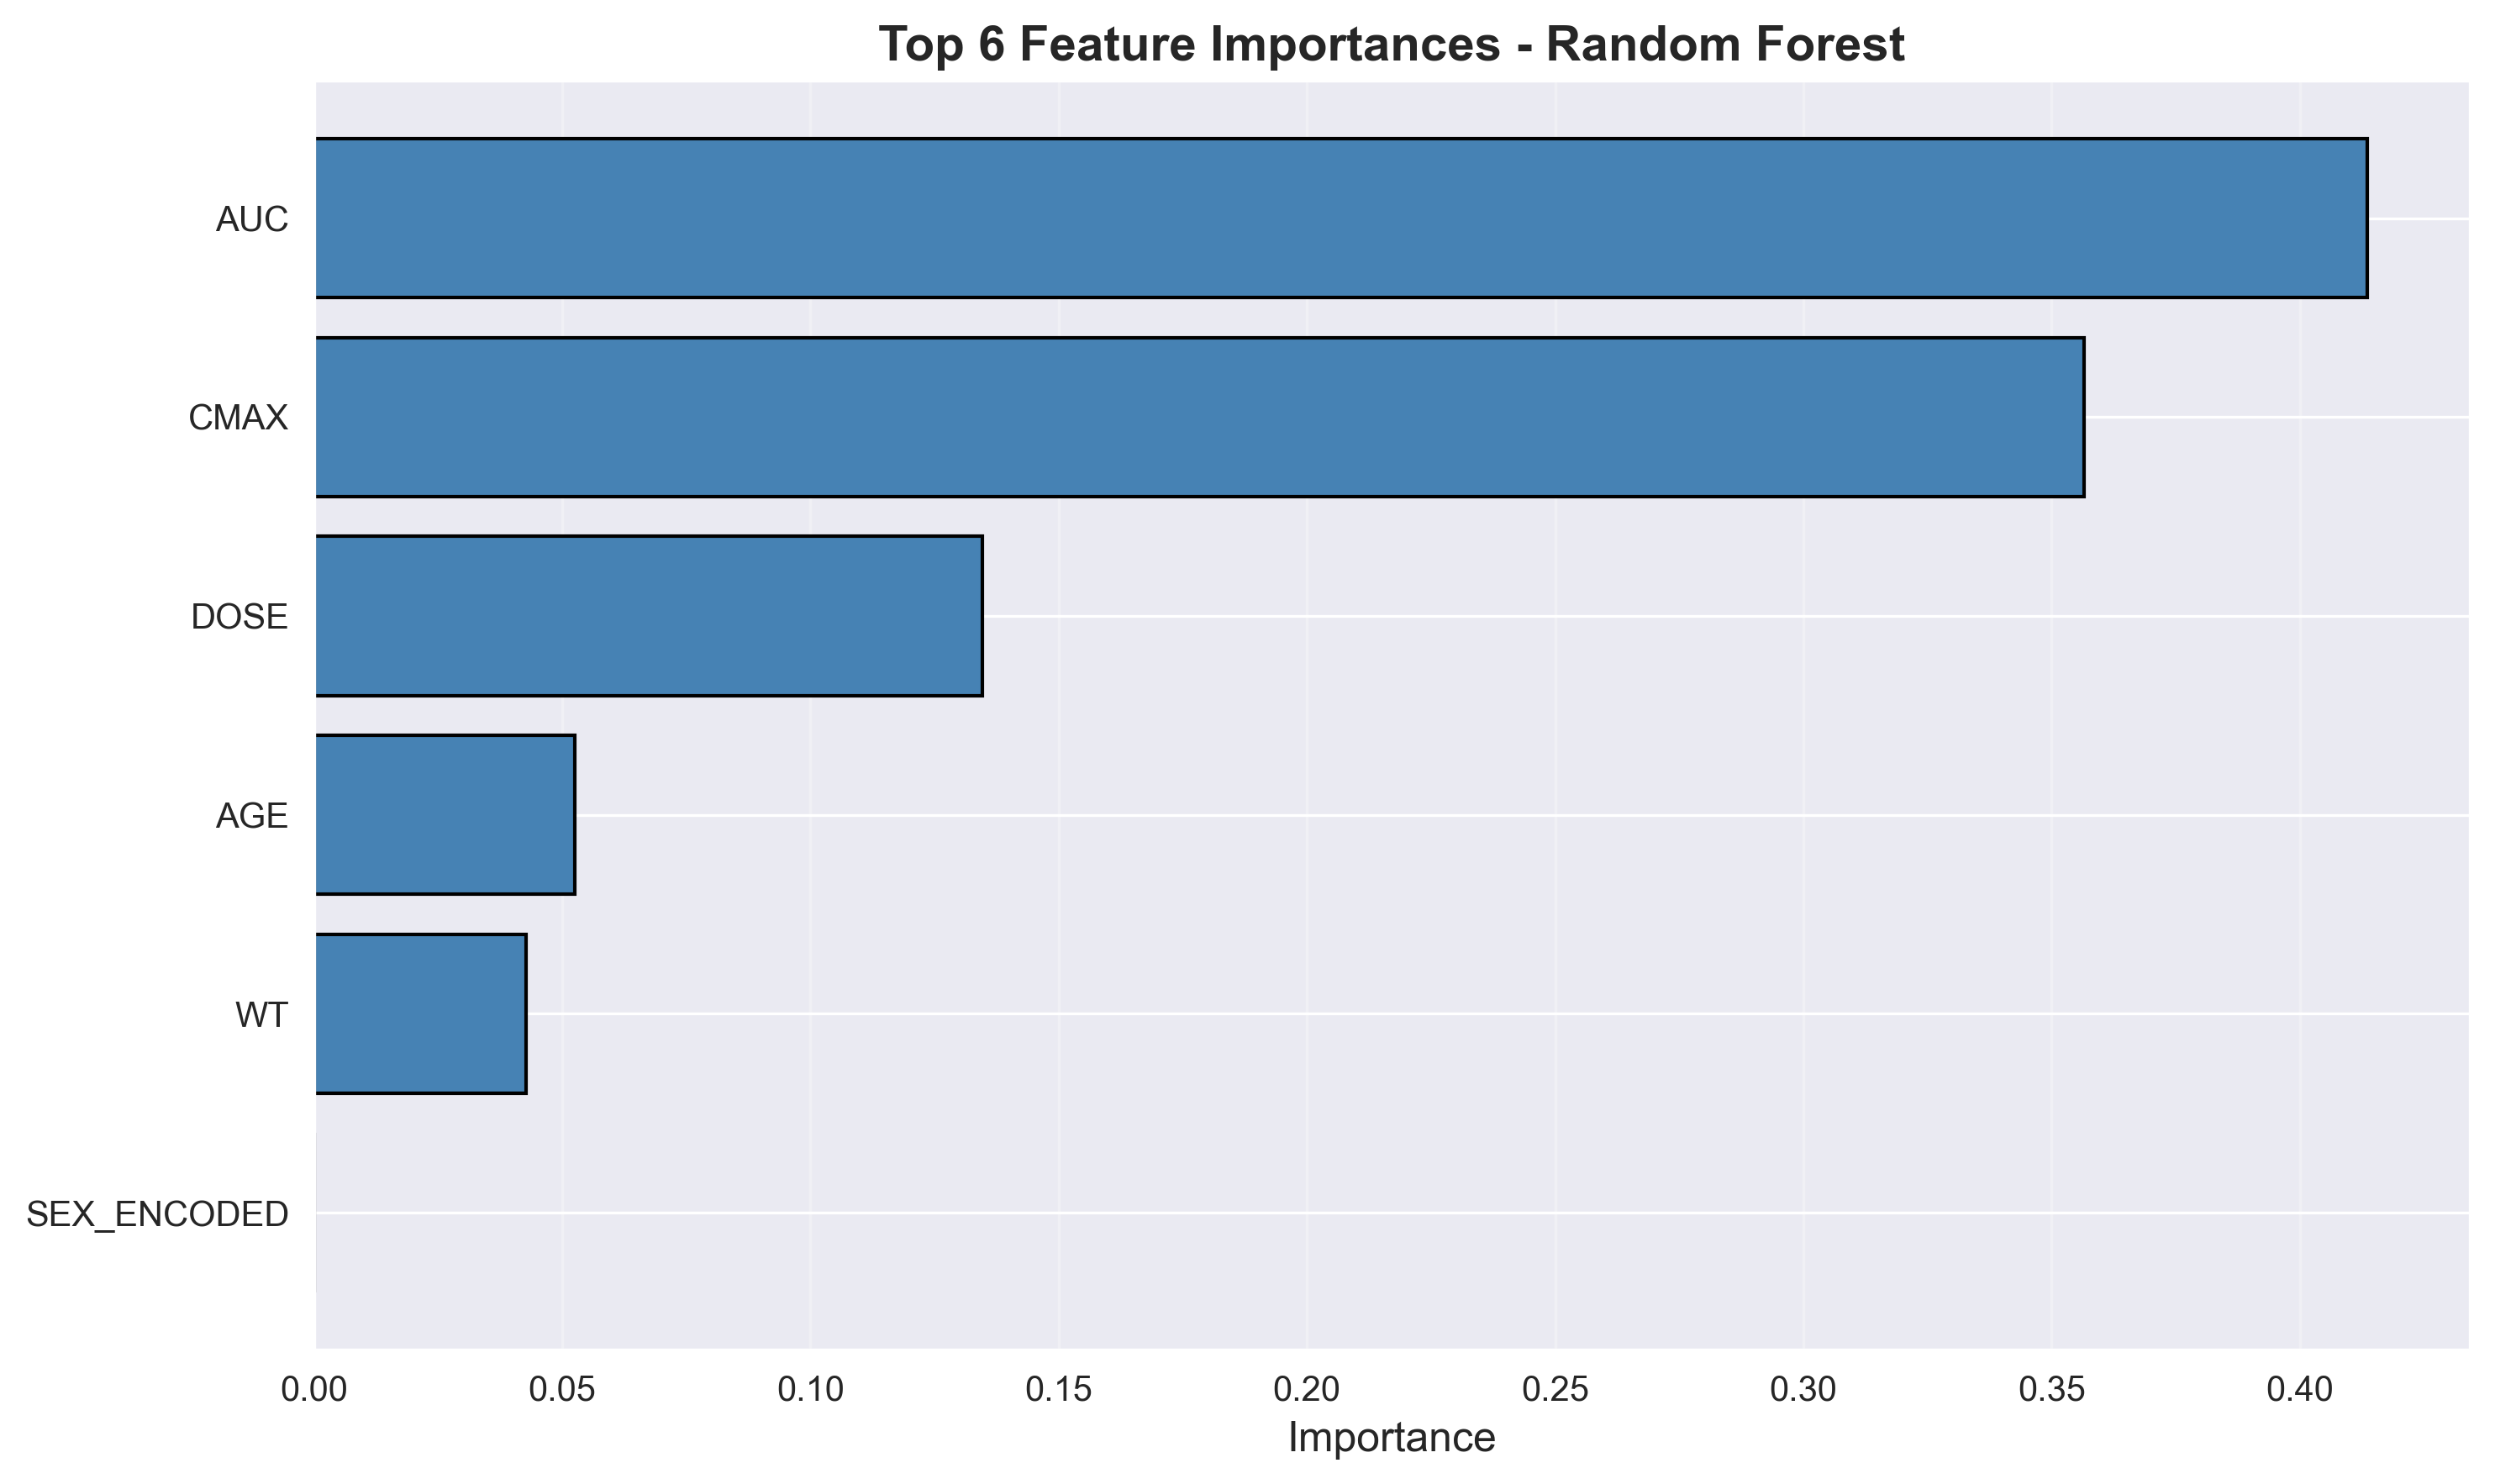 Top 6 Feature Importances - Random Forest
AUC
CMAX
DOSE
AGE
WT
SEX_ENCODED
0.00 0.05 0.10 0.15 0.20 0.25 0.30 0.35 0.40
Importance